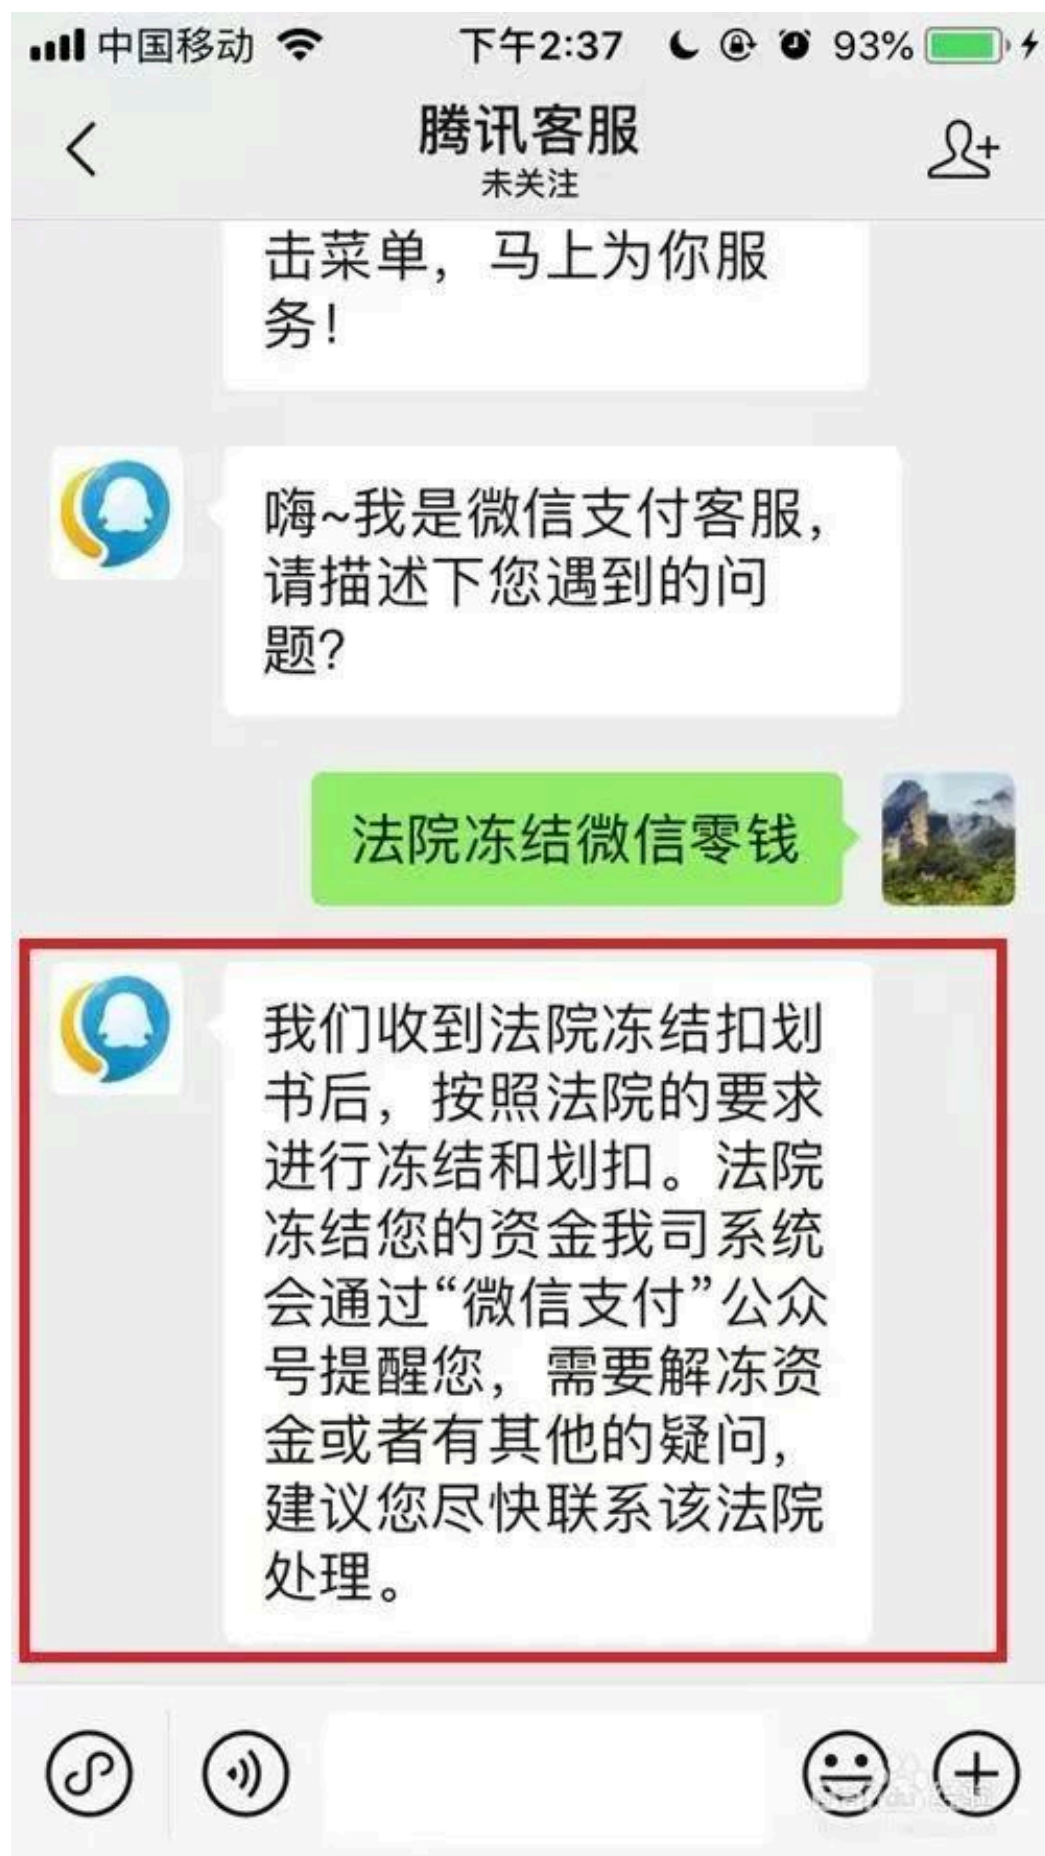 中国移动
下午2:37
93%
腾讯客服
未关注
击菜单，马上为你服
务！
嗨~我是微信支付客服，
请描述下您遇到的问
题？
法院冻结微信零钱
我们收到法院冻结扣划
书后，按照法院的要求
进行冻结和划扣。法院
冻结您的资金我司系统
会通过“微信支付”公众
号提醒您，需要解冻资
金或者有其他的疑问，
建议您尽快联系该法院
处理。